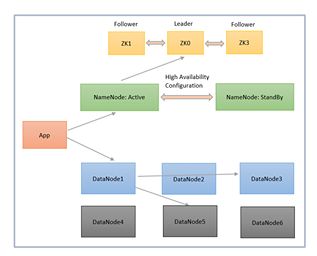 Follower
Leader
Follower
ZK1
ZK0
ZK3
High Availability
Configuration
NameNode: Active
NameNode: StandBy
App
DataNode1
DataNode2
DataNode3
DataNode4
DataNode5
DataNode6